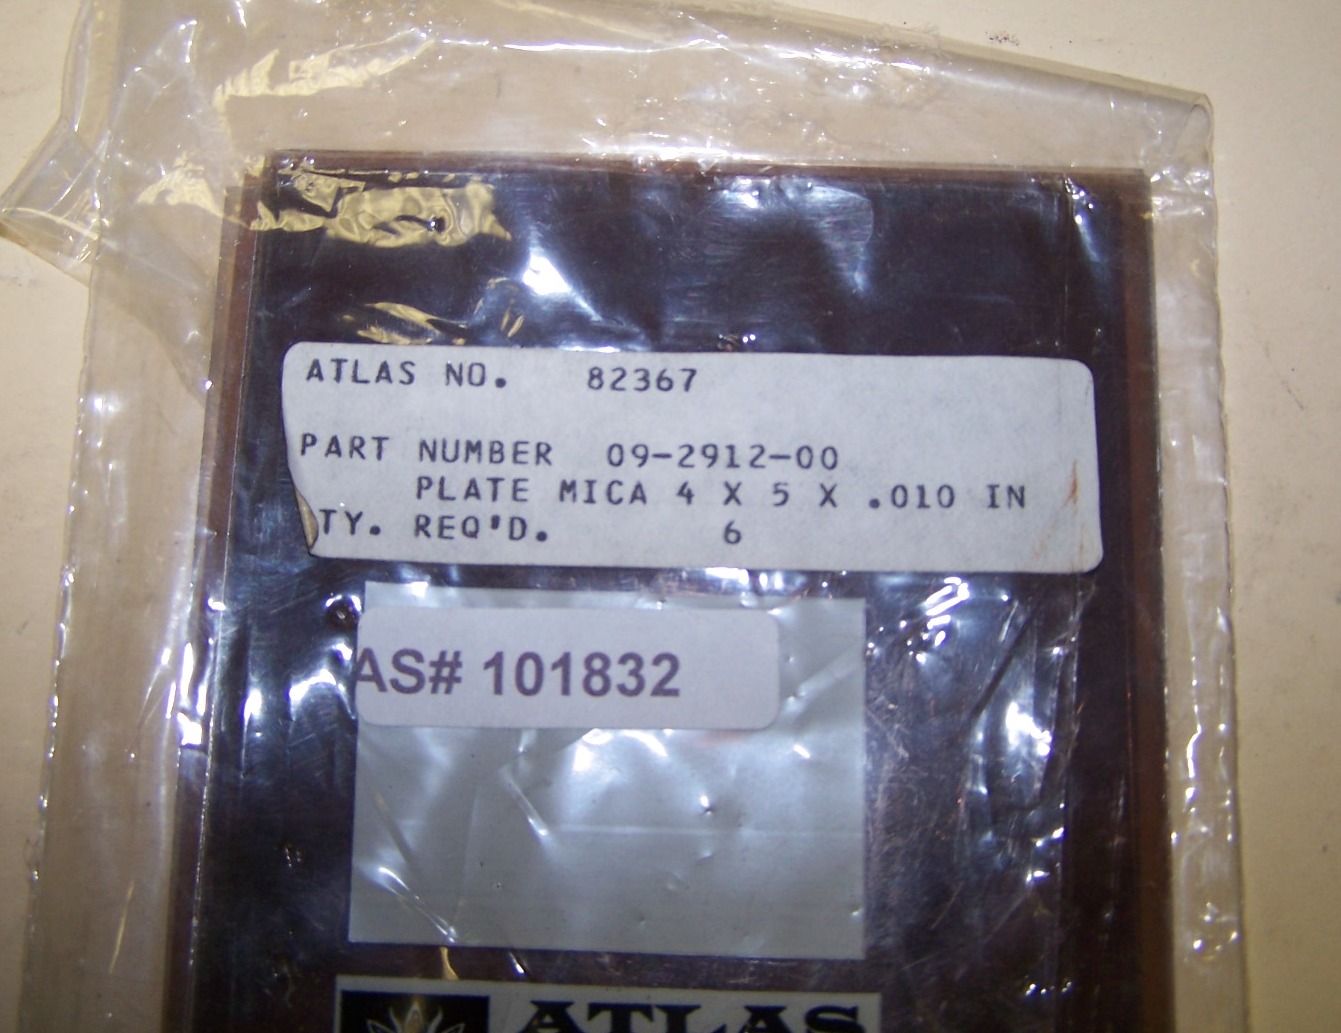 ATLAS NO. 82367
PART NUMBER 09-2912-00
PLATE MICA 4 X 5 X .010 IN
TY. REQ'D. 6
AS# 101832
ATLAS